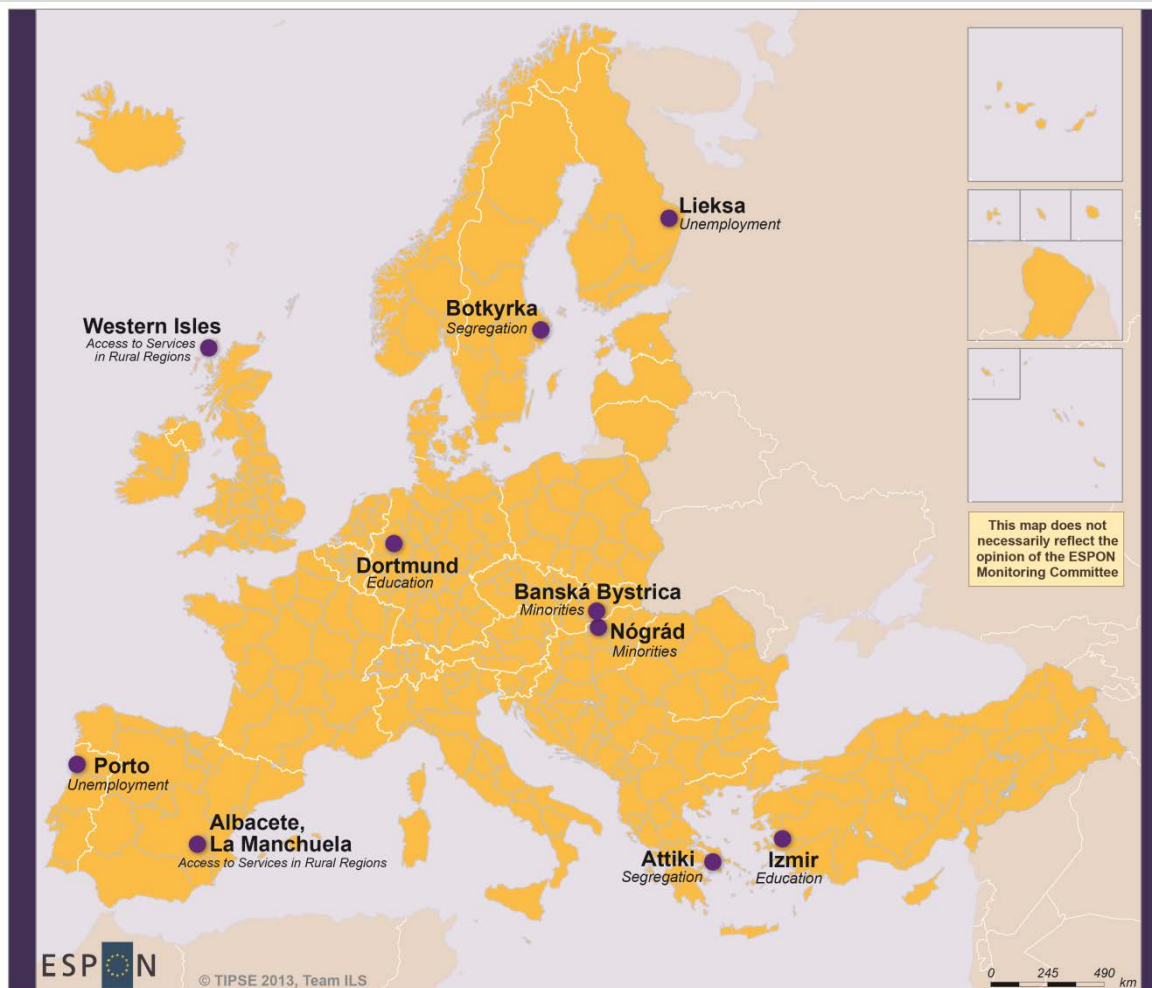 Lieksa
Unemployment
Botkyrka
Segregation
Western Isles
Access to Services
in Rural Regions
This map does not
necessarily reflect the
opinion of the ESPON
Monitoring Committee
Dortmund
Education
Banská Bystrica
Minorities
Nógrád
Minorities
Porto
Unemployment
Albacete,
La Manchuela
Access to Services in Rural Regions
Attiki
Segregation
Izmir
Education
ESPON
© TIPSE 2013, Team ILS
0 245 490
km